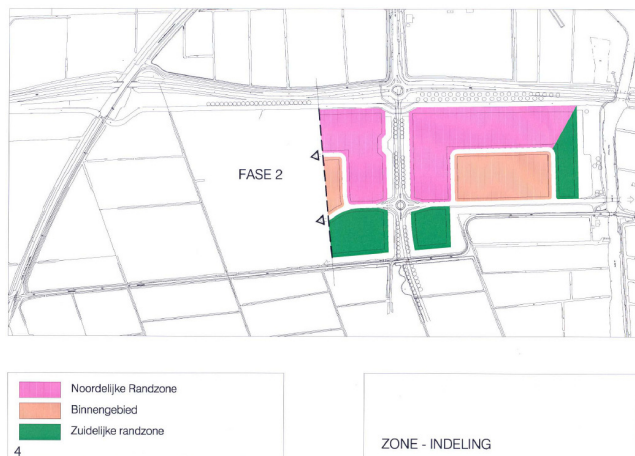 FASE 2
Noordelijke Randzone
Binnengebied
Zuidelijke randzone
4
ZONE - INDELING